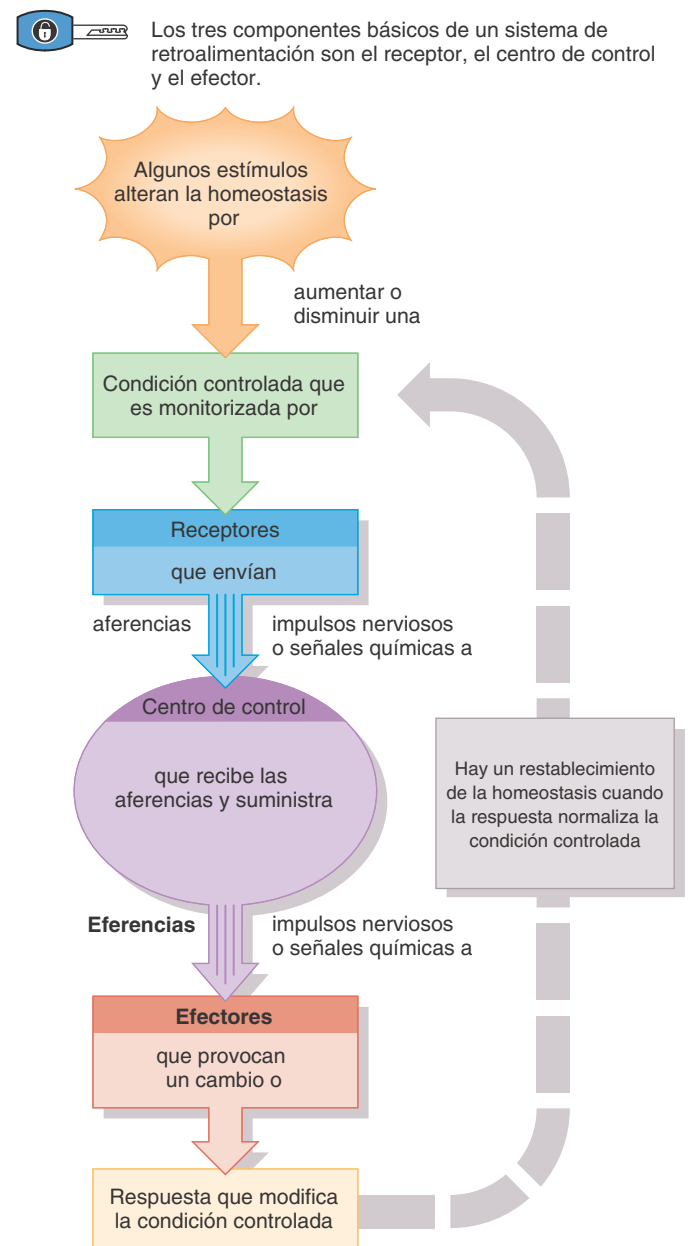 Los tres componentes básicos de un sistema de
retroalimentación son el receptor, el centro de control
y el efector.
Algunos estímulos
alteran la homeostasis
por
aumentar o
disminuir una
Condición controlada que
es monitorizada por
Receptores
que envían
aferencias
impulsos nerviosos
o señales químicas a
Centro de control
que recibe las
aferencias y suministra
Eferencias
impulsos nerviosos
o señales químicas a
Efectores
que provocan
un cambio o
Respuesta que modifica
la condición controlada
Hay un restablecimiento
de la homeostasis cuando
la respuesta normaliza la
condición controlada